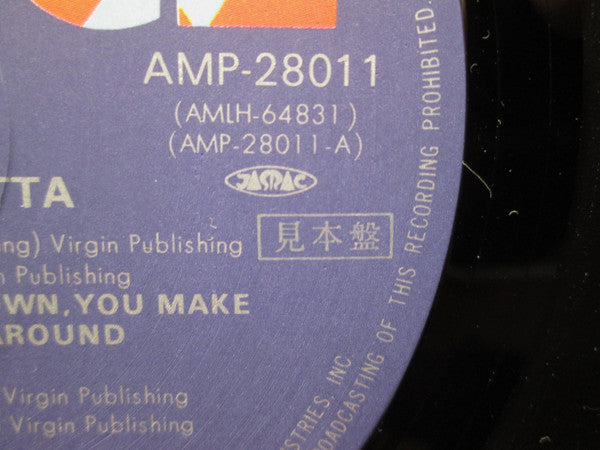 AMP-28011
(AMLH-64831)
(AMP-28011-A)
JASRAC
TTA
ng) Virgin Publishing
見本盤
n Publishing
WN, YOU MAKE
AROUND
Virgin Publishing
Virgin Publishing
STRIES, INC.
OADCASTING OF THIS RECORDING PROHIBITED.